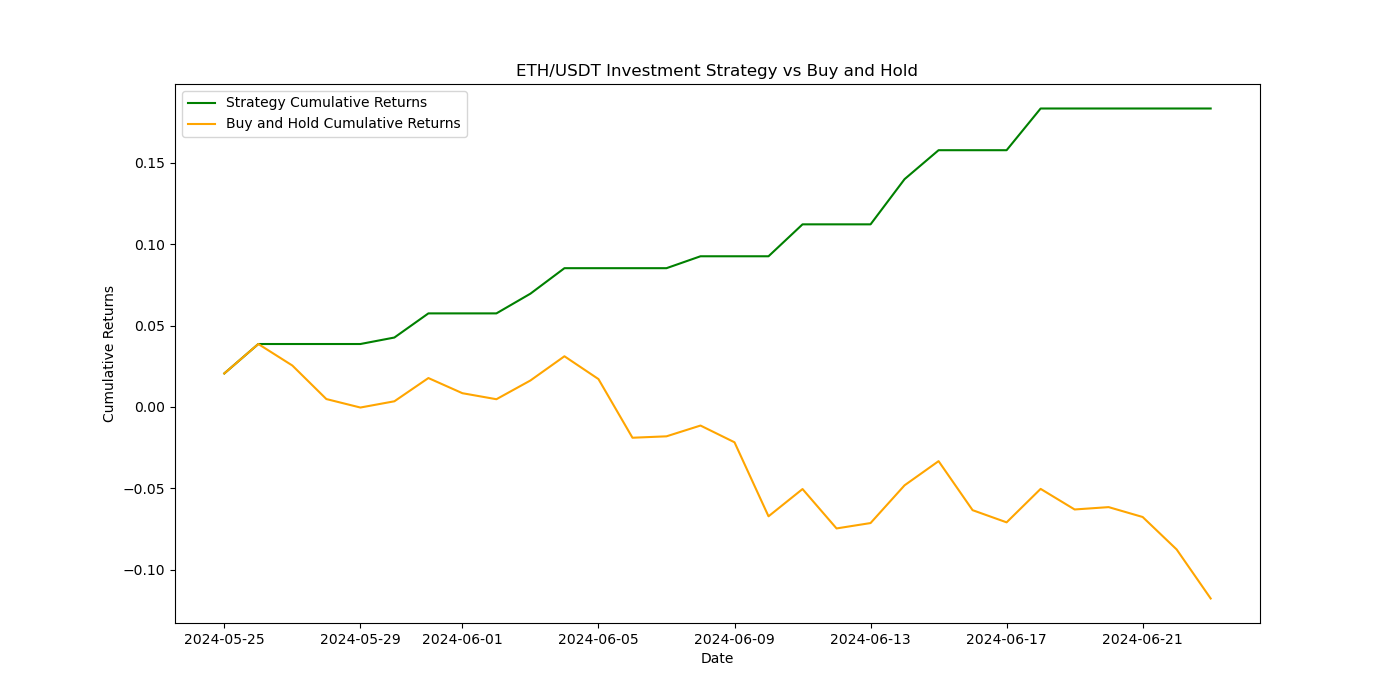 ETH/USDT Investment Strategy vs Buy and Hold
Strategy Cumulative Returns
Buy and Hold Cumulative Returns
Cumulative Returns
0.15
0.10
0.05
0.00
−0.05
−0.10
2024-05-25 2024-05-29 2024-06-01 2024-06-05 2024-06-09 2024-06-13 2024-06-17 2024-06-21
Date